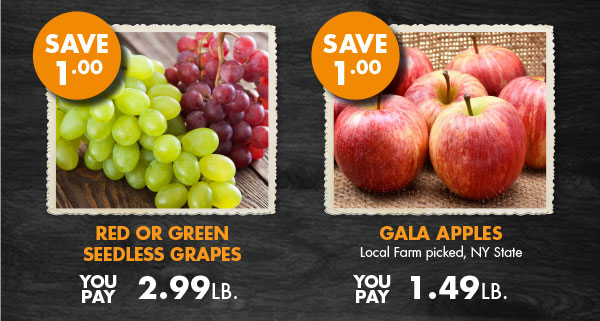 SAVE
1.00
RED OR GREEN
SEEDLESS GRAPES
YOU
PAY
2.99LB.
SAVE
1.00
GALA APPLES
Local Farm picked, NY State
YOU
PAY
1.49LB.